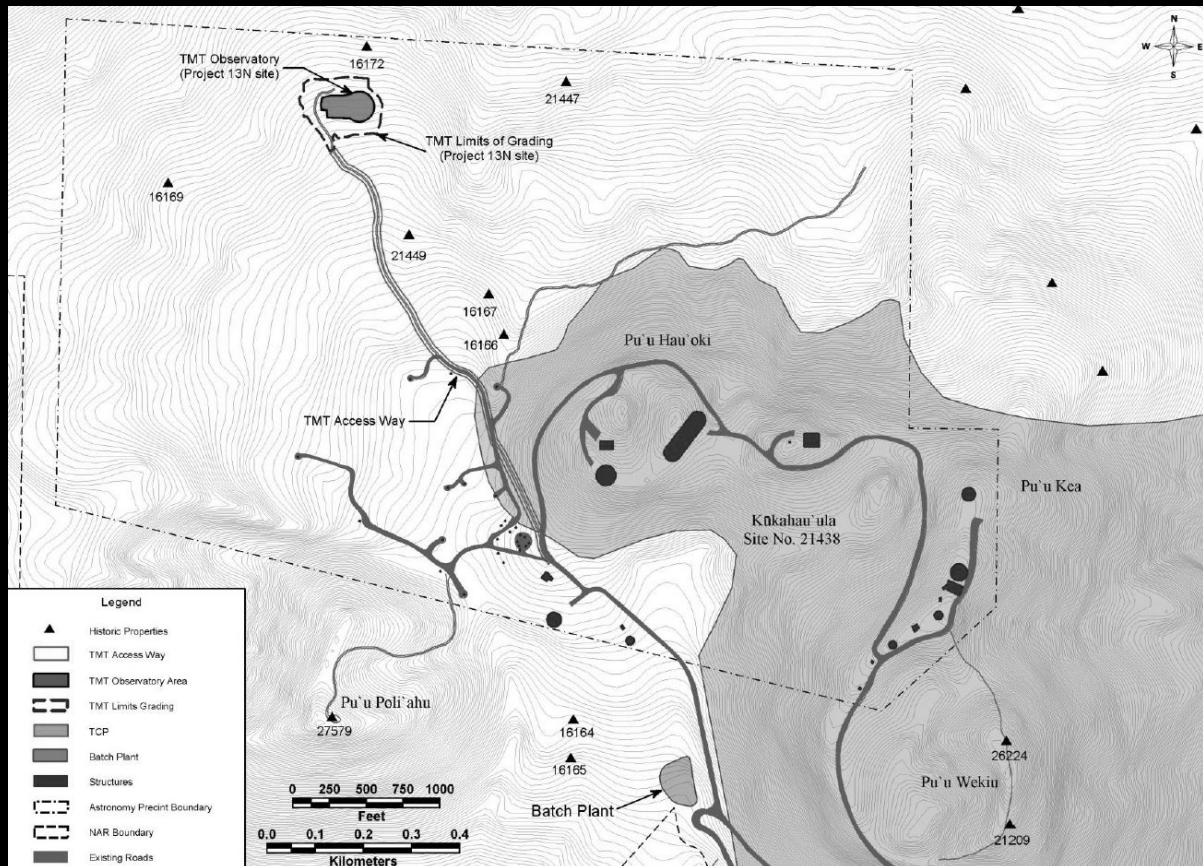 N
W E
S
TMT Observatory
(Project 13N site)
16172
21447
TMT Limits of Grading
(Project 13N site)
16169
21449
16167
16166
Pu`u Hau`oki
TMT Access Way
Pu`u Kea
Kūkahau`ula
Site No. 21438
Legend
Historic Properties
TMT Access Way
TMT Observatory Area
TMT Limits Grading
TCP
Batch Plant
Structures
Astronomy Precint Boundary
NAR Boundary
Existing Roads
Pu`u Poli`ahu
27579
16164
16165
26224
Pu`u Wekiu
21209
Batch Plant
0 250 500 750 1000
Feet
0.0 0.1 0.2 0.3 0.4
Kilometers